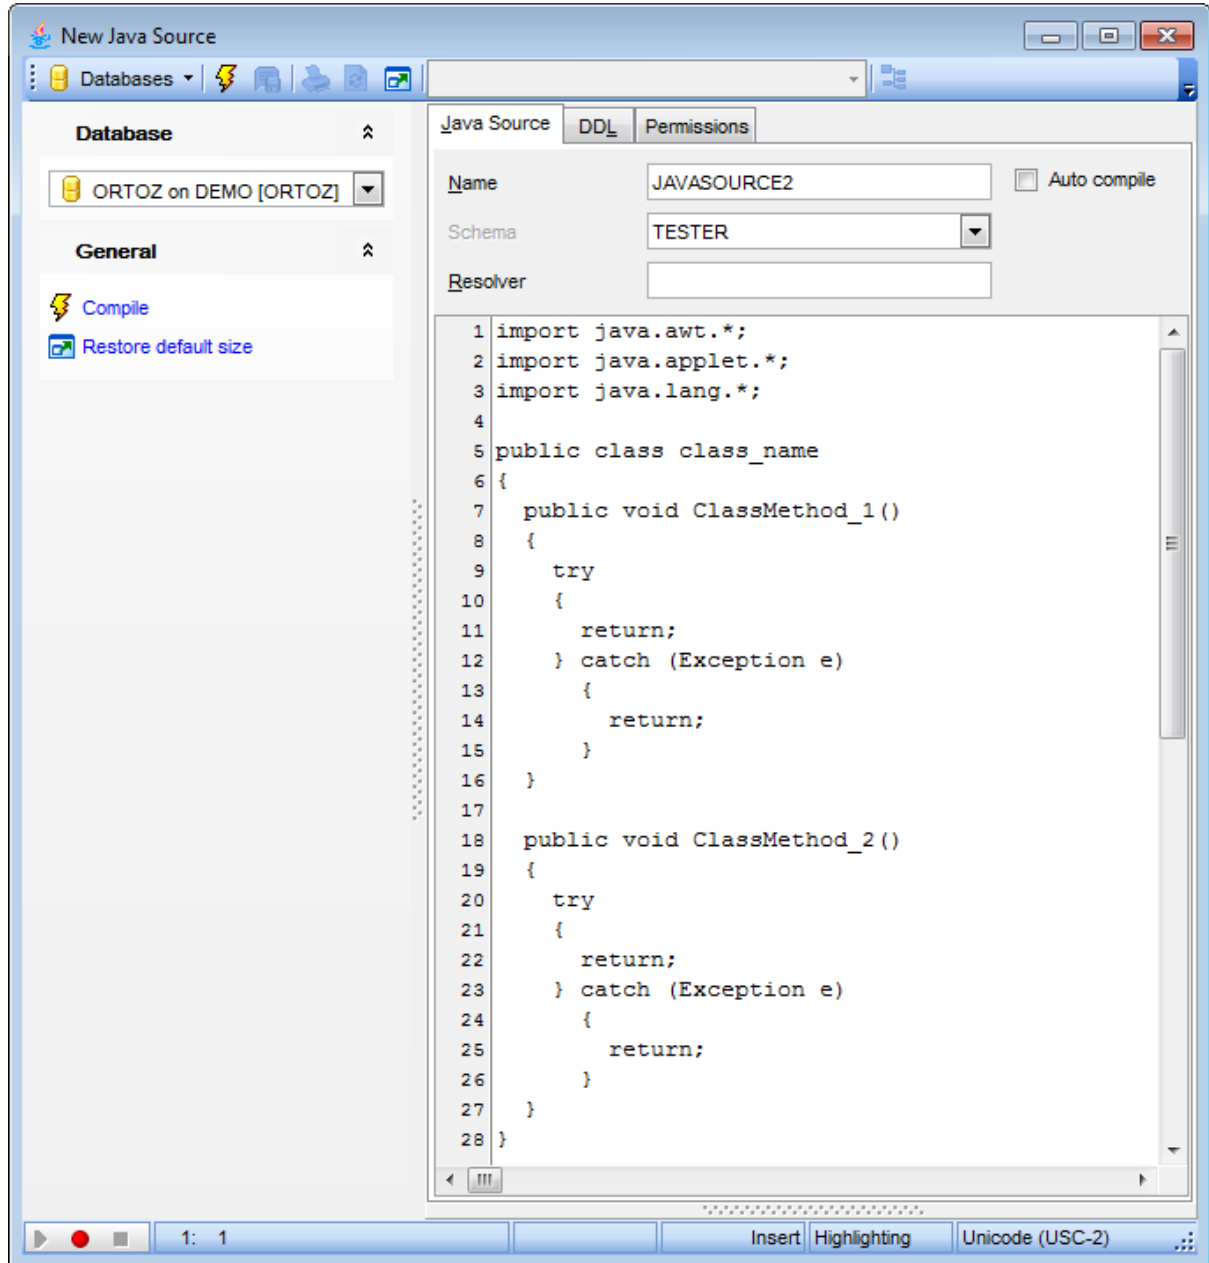 New Java Source
Databases
Database
ORTOZ on DEMO [ORTOZ]
General
Compile
Restore default size
Java Source DDL Permissions
Name JAVASOURCE2 Auto compile
Schema TESTER
Resolver
1 import java.awt.*;
2 import java.applet.*;
3 import java.lang.*;
4
5 public class class_name
6 {
7 public void ClassMethod_1()
8 {
9 try
10 {
11 return;
12 } catch (Exception e)
13 {
14 return;
15 }
16 }
17
18 public void ClassMethod_2()
19 {
20 try
21 {
22 return;
23 } catch (Exception e)
24 {
25 return;
26 }
27 }
28 }
1: 1 Insert Highlighting Unicode (USC-2)